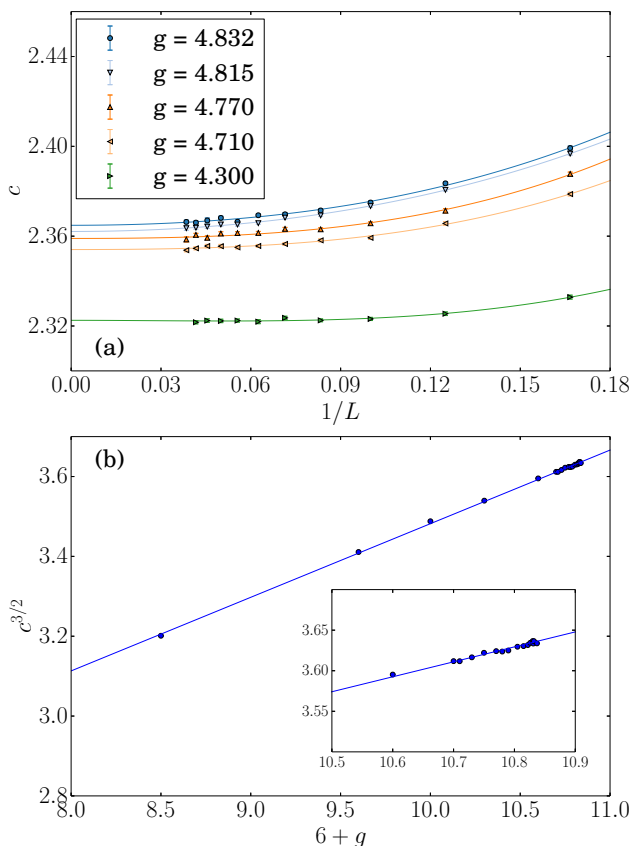 2.44
2.40
2.36
2.32
c
g = 4.832
g = 4.815
g = 4.770
g = 4.710
g = 4.300
(a)
0.00 0.03 0.06 0.09 0.12 0.15 0.18
1/L
(b)
3.6
3.4
3.2
3.0
2.8
c^{3/2}
3.63
3.55
10.5 10.6 10.7 10.8 10.9
8.0 8.5 9.0 9.5 10.0 10.5 11.0
6 + g